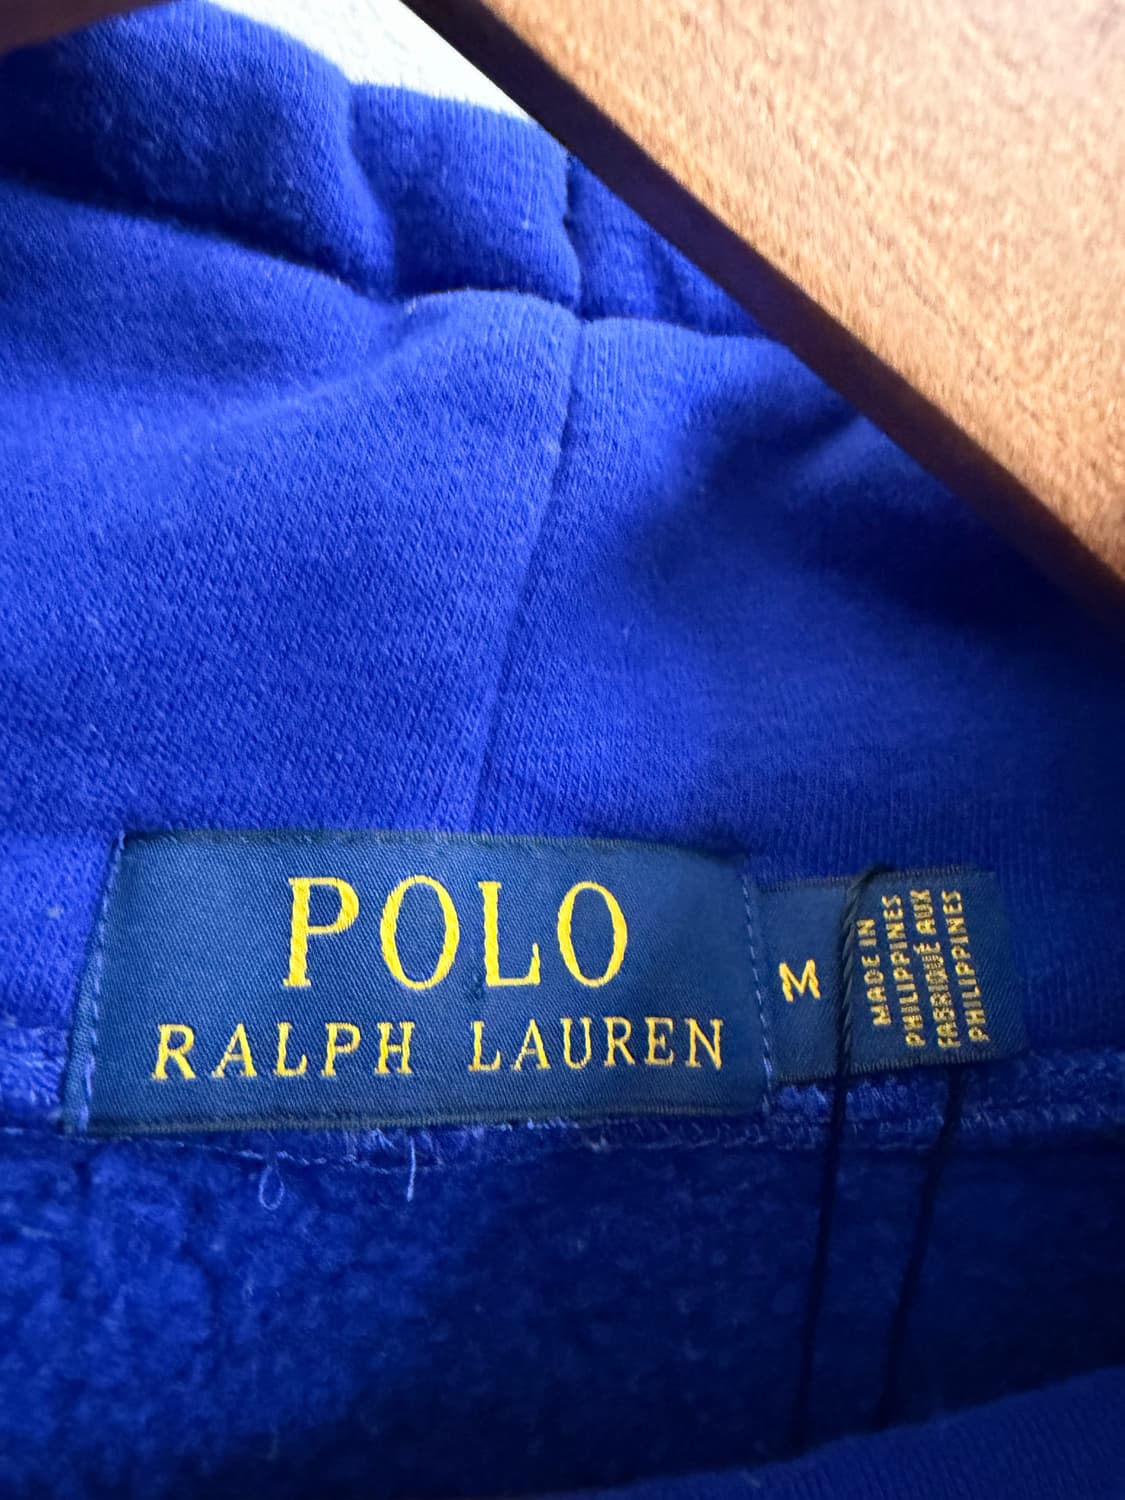 POLO
RALPH LAUREN
M
MADE IN
PHILIPPINES
FABRIQUÉ AUX
PHILIPPINES